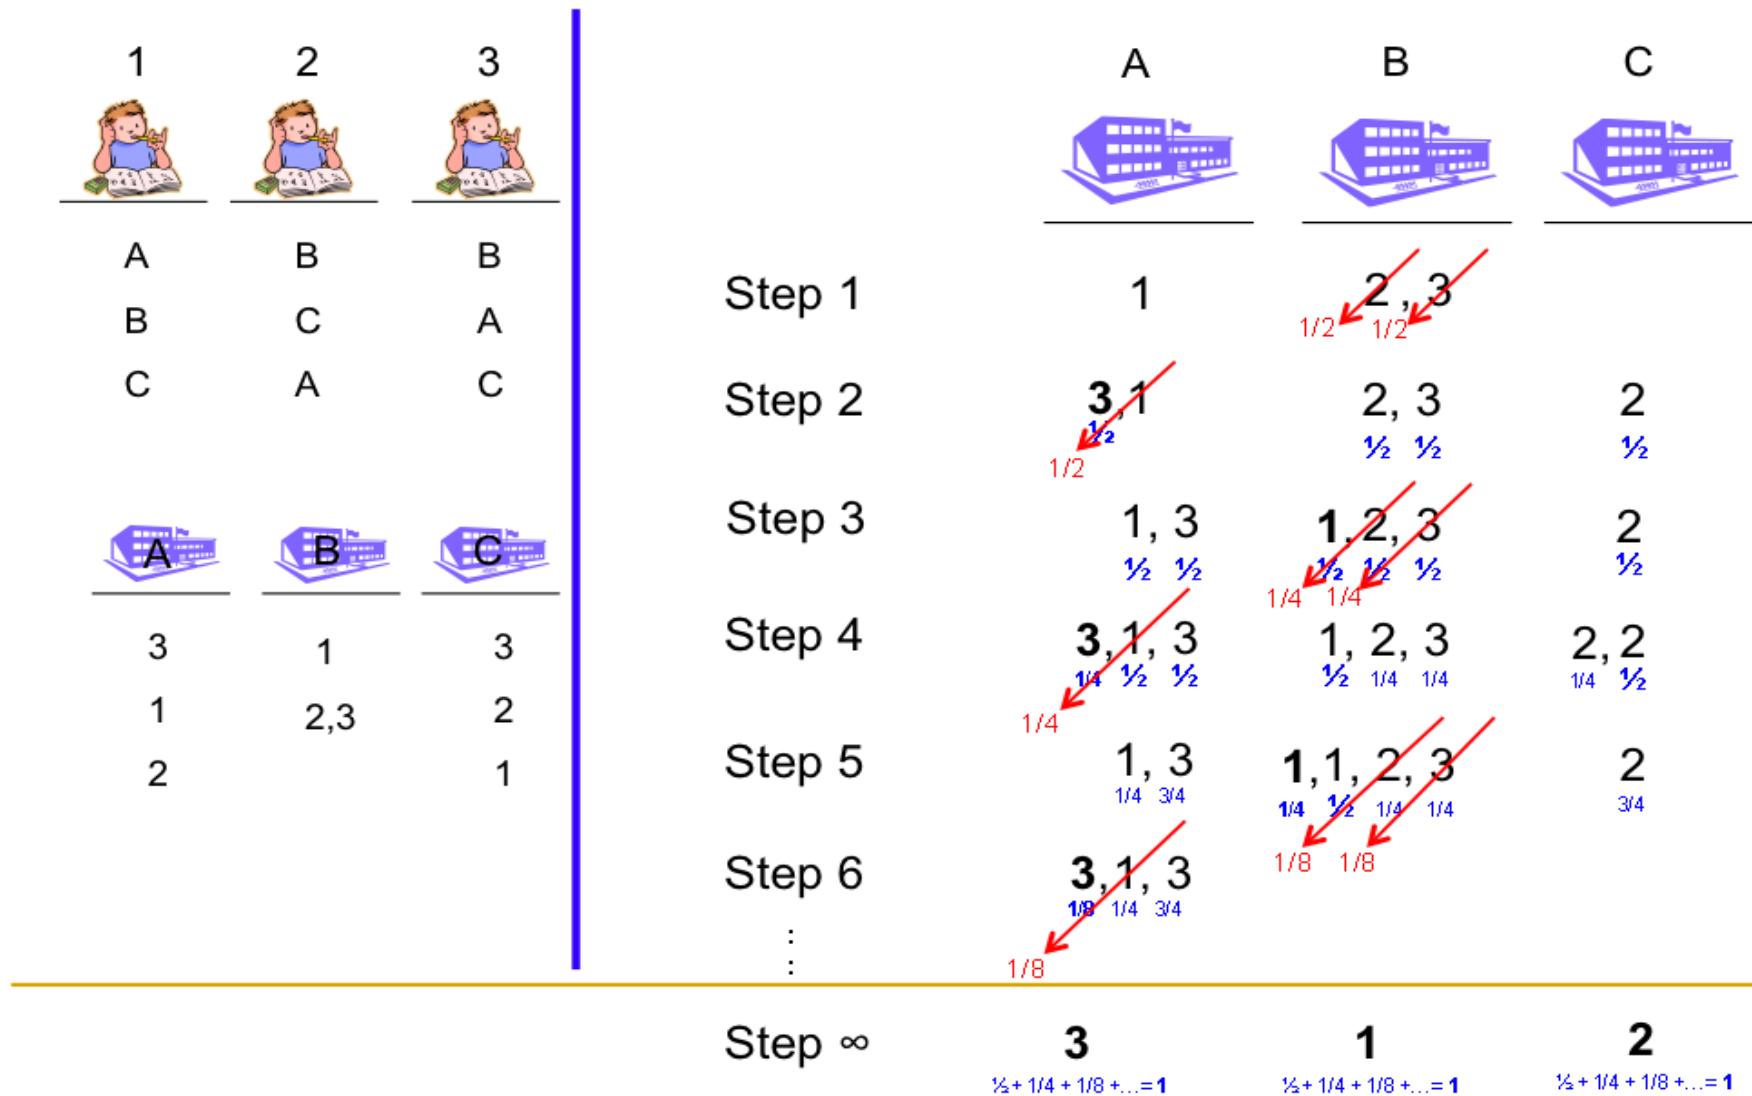 1 2 3
A B B
B C A
C A C
A B C
3 1 3
1 2,3 2
2 1
A B C
Step 1 1 2, 3
1/2 1/2
Step 2 3,1 2, 3 2
½ ½ ½ ½
1/2
Step 3 1, 3 1, 2, 3 2
½ ½ ½ ½ ½ ½
1/4 1/4
Step 4 3, 1, 3 1, 2, 3 2, 2
1/4 ½ ½ ½ 1/4 1/4 1/4 ½
1/4
Step 5 1, 3 1, 1, 2, 3 2
1/4 3/4 1/4 ½ 1/4 1/4 3/4
1/8 1/8
Step 6 3, 1, 3
1/8 1/4 3/4
⋮
1/8
Step ∞ 3 1 2
½ + 1/4 + 1/8 +…= 1 ½ + 1/4 + 1/8 +…= 1 ½ + 1/4 + 1/8 +…= 1